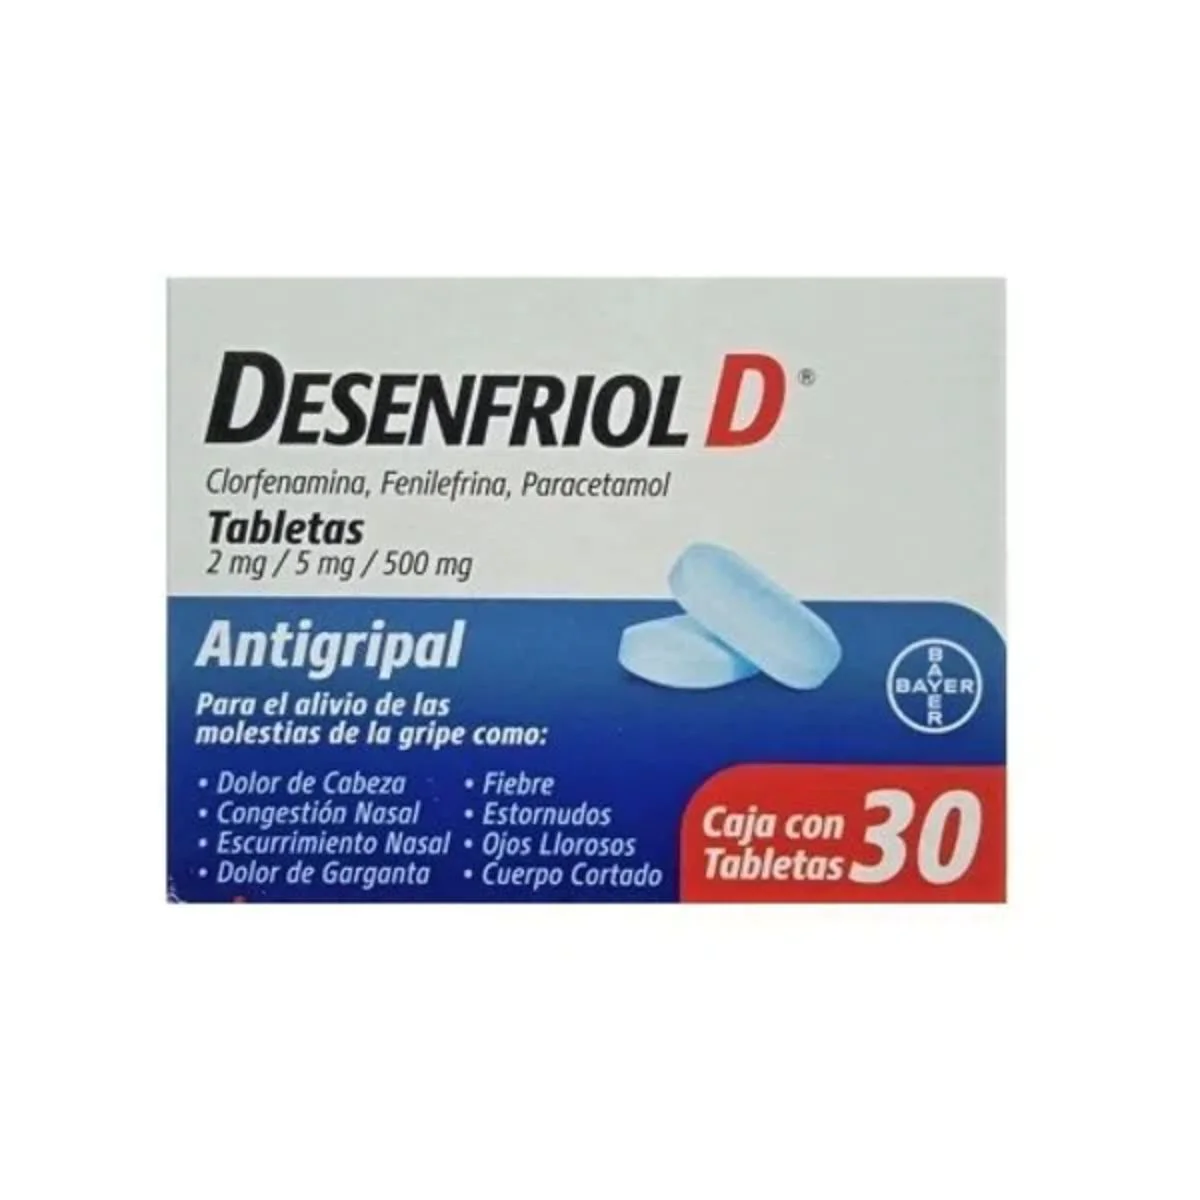 DESENFRIOL D®
Clorfenamina, Fenilefrina, Paracetamol
Tabletas
2 mg / 5 mg / 500 mg
Antigripal
Para el alivio de las
molestias de la gripe como:
• Dolor de Cabeza
• Congestión Nasal
• Escurrimiento Nasal
• Dolor de Garganta
• Fiebre
• Estornudos
• Ojos Llorosos
• Cuerpo Cortado
BAYER
BAYER
Caja con
Tabletas
30